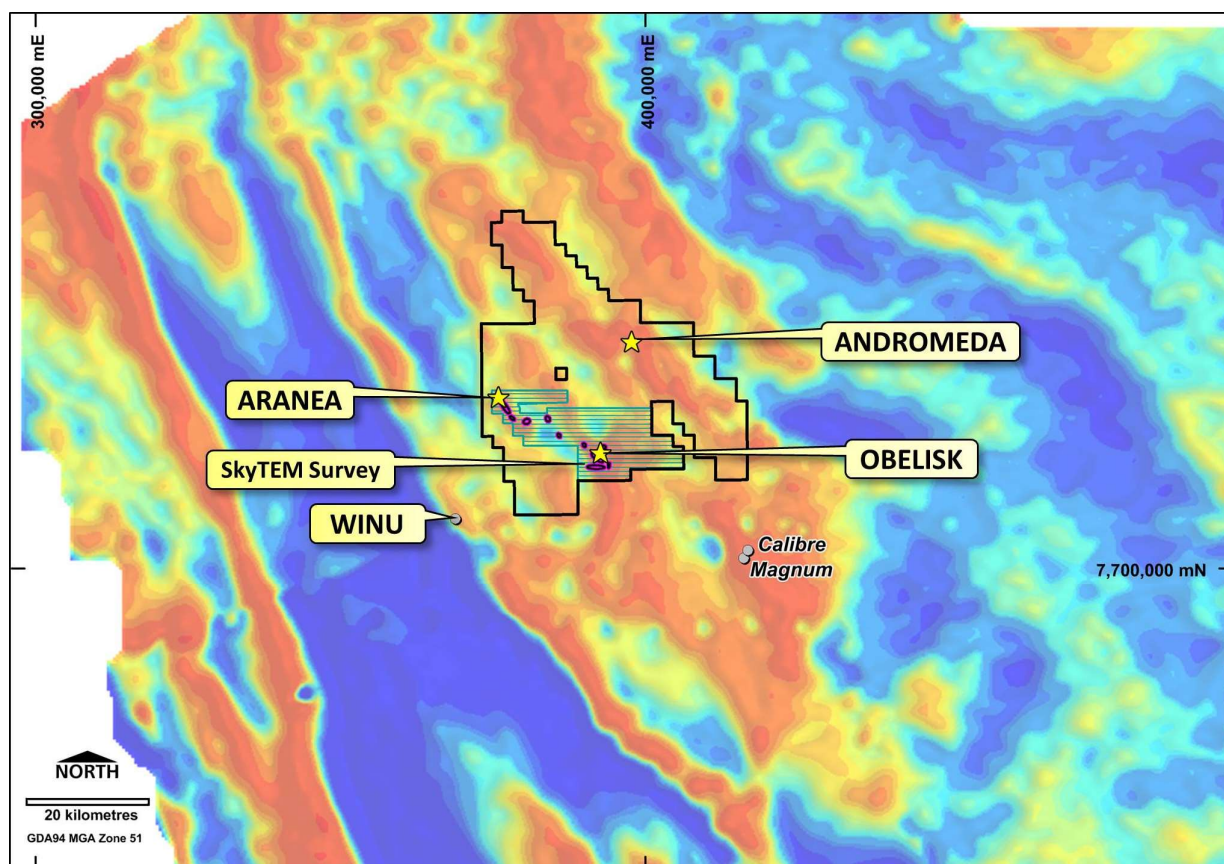 300,000 mE
400,000 mE
ANDROMEDA
ARANEA
SkyTEM Survey
OBELISK
WINU
Calibre
Magnum
7,700,000 mN
NORTH
20 kilometres
GDA94 MGA Zone 51